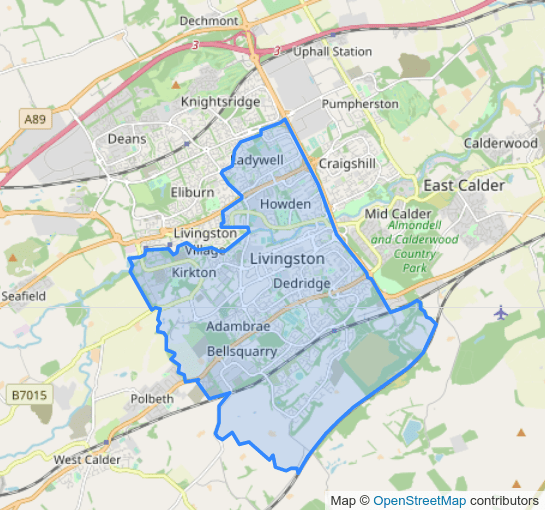 Dechmont
3
3
Uphall Station
Knightsridge
Pumpherston
A89
Deans
Calderwood
Ladywell
Craigshill
Eliburn
East Calder
Howden
Mid Calder
Livingston
Village
Almondell
and Calderwood
Country
Park
Livingston
Kirkton
Dedridge
Seafield
Adambrae
Bellsquarry
B7015
Polbeth
West Calder
Map © OpenStreetMap contributors